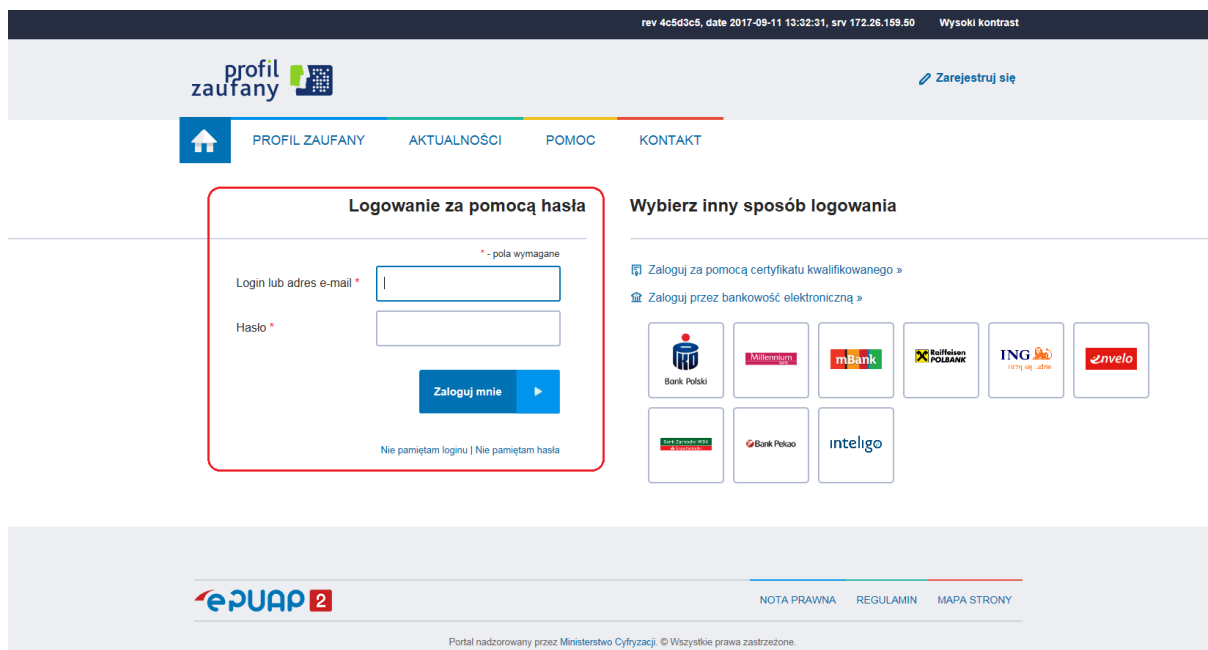 rev 4c5d3c5, date 2017-09-11 13:32:31, srv 172.26.159.50 Wysoki kontrast
profil
zaufany
Zarejestruj się
PROFIL ZAUFANY AKTUALNOŚCI POMOC KONTAKT
Logowanie za pomocą hasła
* - pola wymagane
Login lub adres e-mail *
Hasło *
Zaloguj mnie
Nie pamiętam loginu | Nie pamiętam hasła
Wybierz inny sposób logowania
Zaloguj za pomocą certyfikatu kwalifikowanego »
Zaloguj przez bankowość elektroniczną »
Bank Polski
Millennium
mBank
Raiffeisen
POLBANK
ING
envelo
Bank Zachodni WBK
Bank Pekao
inteligo
epuap 2
NOTA PRAWNA REGULAMIN MAPA STRONY
Portal nadzorowany przez Ministerstwo Cyfryzacji. © Wszystkie prawa zastrzeżone.